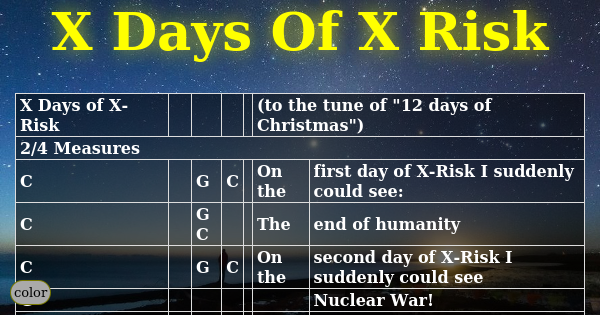 X Days Of X Risk
X Days of X-Risk (to the tune of "12 days of Christmas")
2/4 Measures
C G C On the first day of X-Risk I suddenly could see:
C G C The end of humanity
C G C On the second day of X-Risk I suddenly could see
Nuclear War!
color